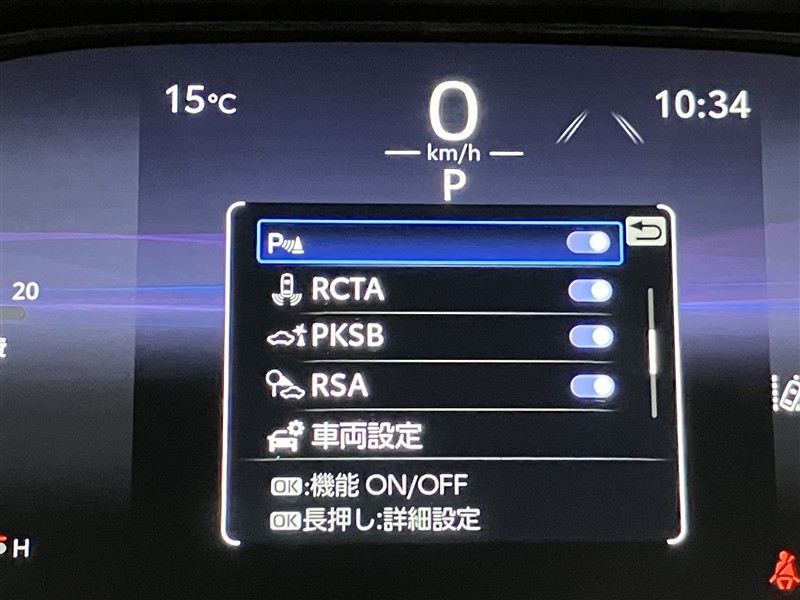 15°C
0
10:34
km/h
P
P
RCTA
20
PKSB
RSA
車両設定
OK:機能 ON/OFF
OK長押し:詳細設定
H